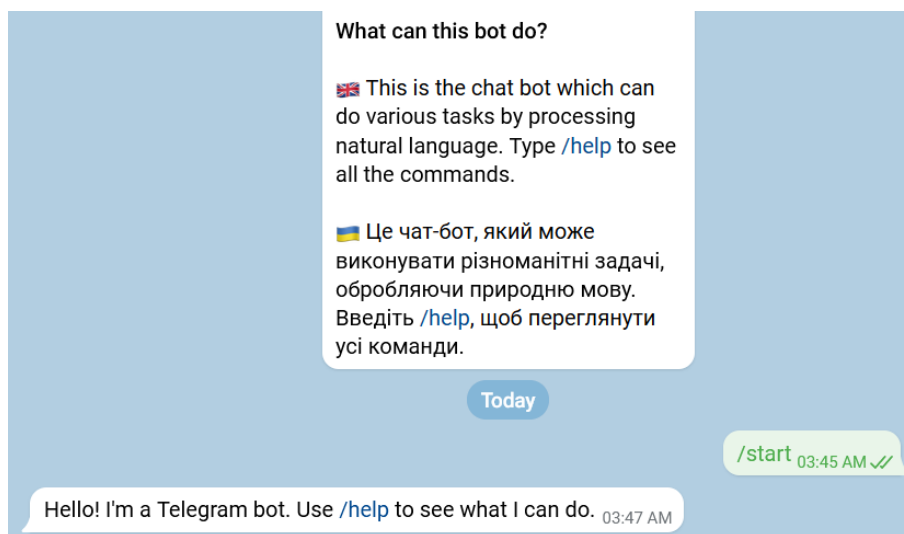 What can this bot do?
🇬🇧 This is the chat bot which can
do various tasks by processing
natural language. Type /help to see
all the commands.
🇺🇦 Це чат-бот, який може
виконувати різноманітні задачі,
обробляючи природню мову.
Введіть /help, щоб переглянути
усі команди.
Today
/start 03:45 AM
Hello! I'm a Telegram bot. Use /help to see what I can do. 03:47 AM